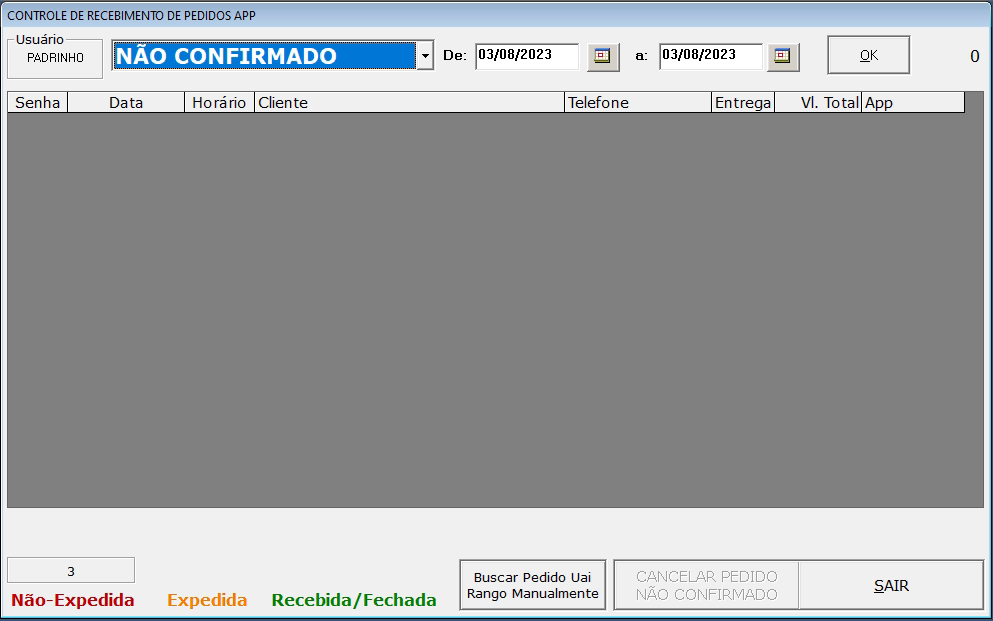 CONTROLE DE RECEBIMENTO DE PEDIDOS APP
Usuário
PADRINHO
NÃO CONFIRMADO
De: 03/08/2023
a: 03/08/2023
OK
0
Senha Data Horário Cliente Telefone Entrega Vl. Total App
3
Não-Expedida Expedida Recebida/Fechada
Buscar Pedido Uai
Rango Manualmente
CANCELAR PEDIDO
NÃO CONFIRMADO
SAIR